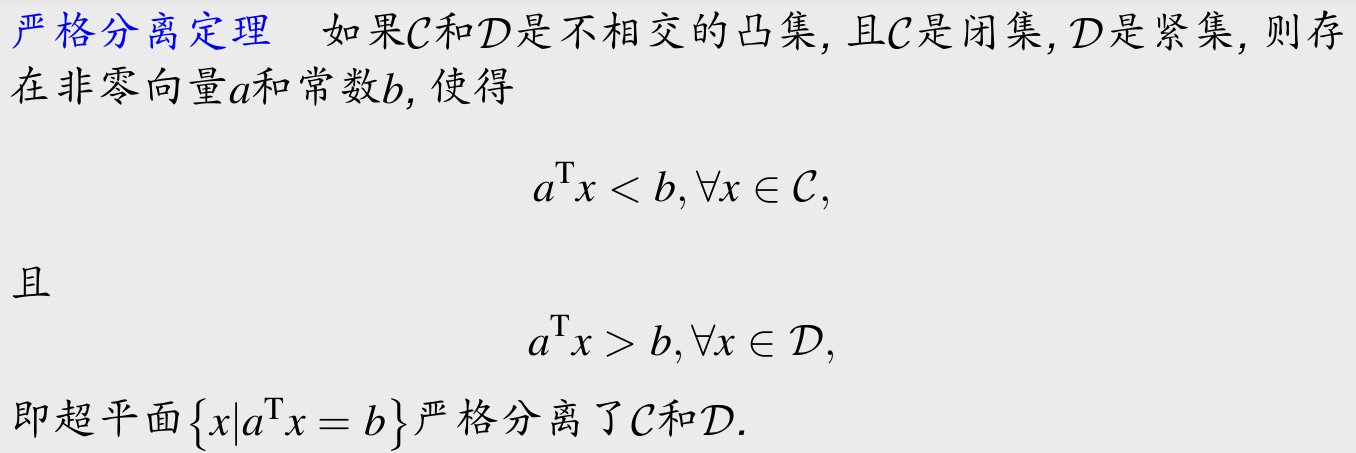 严格分离定理 如果𝒞和𝒟是不相交的凸集, 且𝒞是闭集, 𝒟是紧集, 则存
在非零向量a和常数b, 使得
aᵀx < b, ∀x ∈ 𝒞,
且
aᵀx > b, ∀x ∈ 𝒟,
即超平面{x|aᵀx = b}严格分离了𝒞和𝒟.